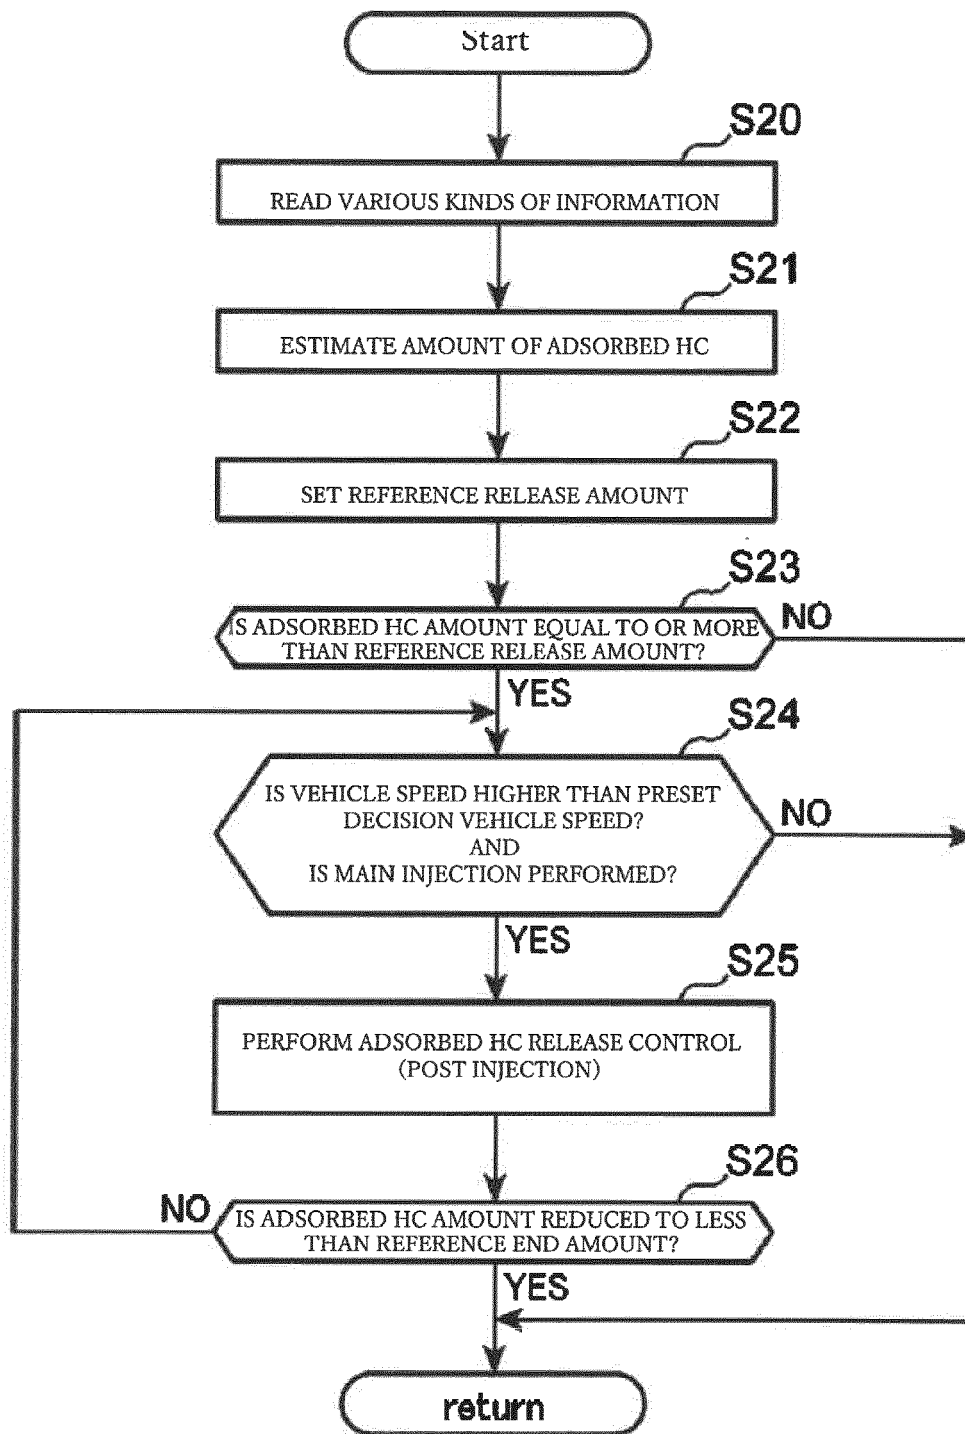 Start
S20
READ VARIOUS KINDS OF INFORMATION
S21
ESTIMATE AMOUNT OF ADSORBED HC
S22
SET REFERENCE RELEASE AMOUNT
S23
IS ADSORBED HC AMOUNT EQUAL TO OR MORE
THAN REFERENCE RELEASE AMOUNT?
NO
YES
S24
IS VEHICLE SPEED HIGHER THAN PRESET
DECISION VEHICLE SPEED?
AND
IS MAIN INJECTION PERFORMED?
NO
YES
S25
PERFORM ADSORBED HC RELEASE CONTROL
(POST INJECTION)
S26
NO
IS ADSORBED HC AMOUNT REDUCED TO LESS
THAN REFERENCE END AMOUNT?
YES
return